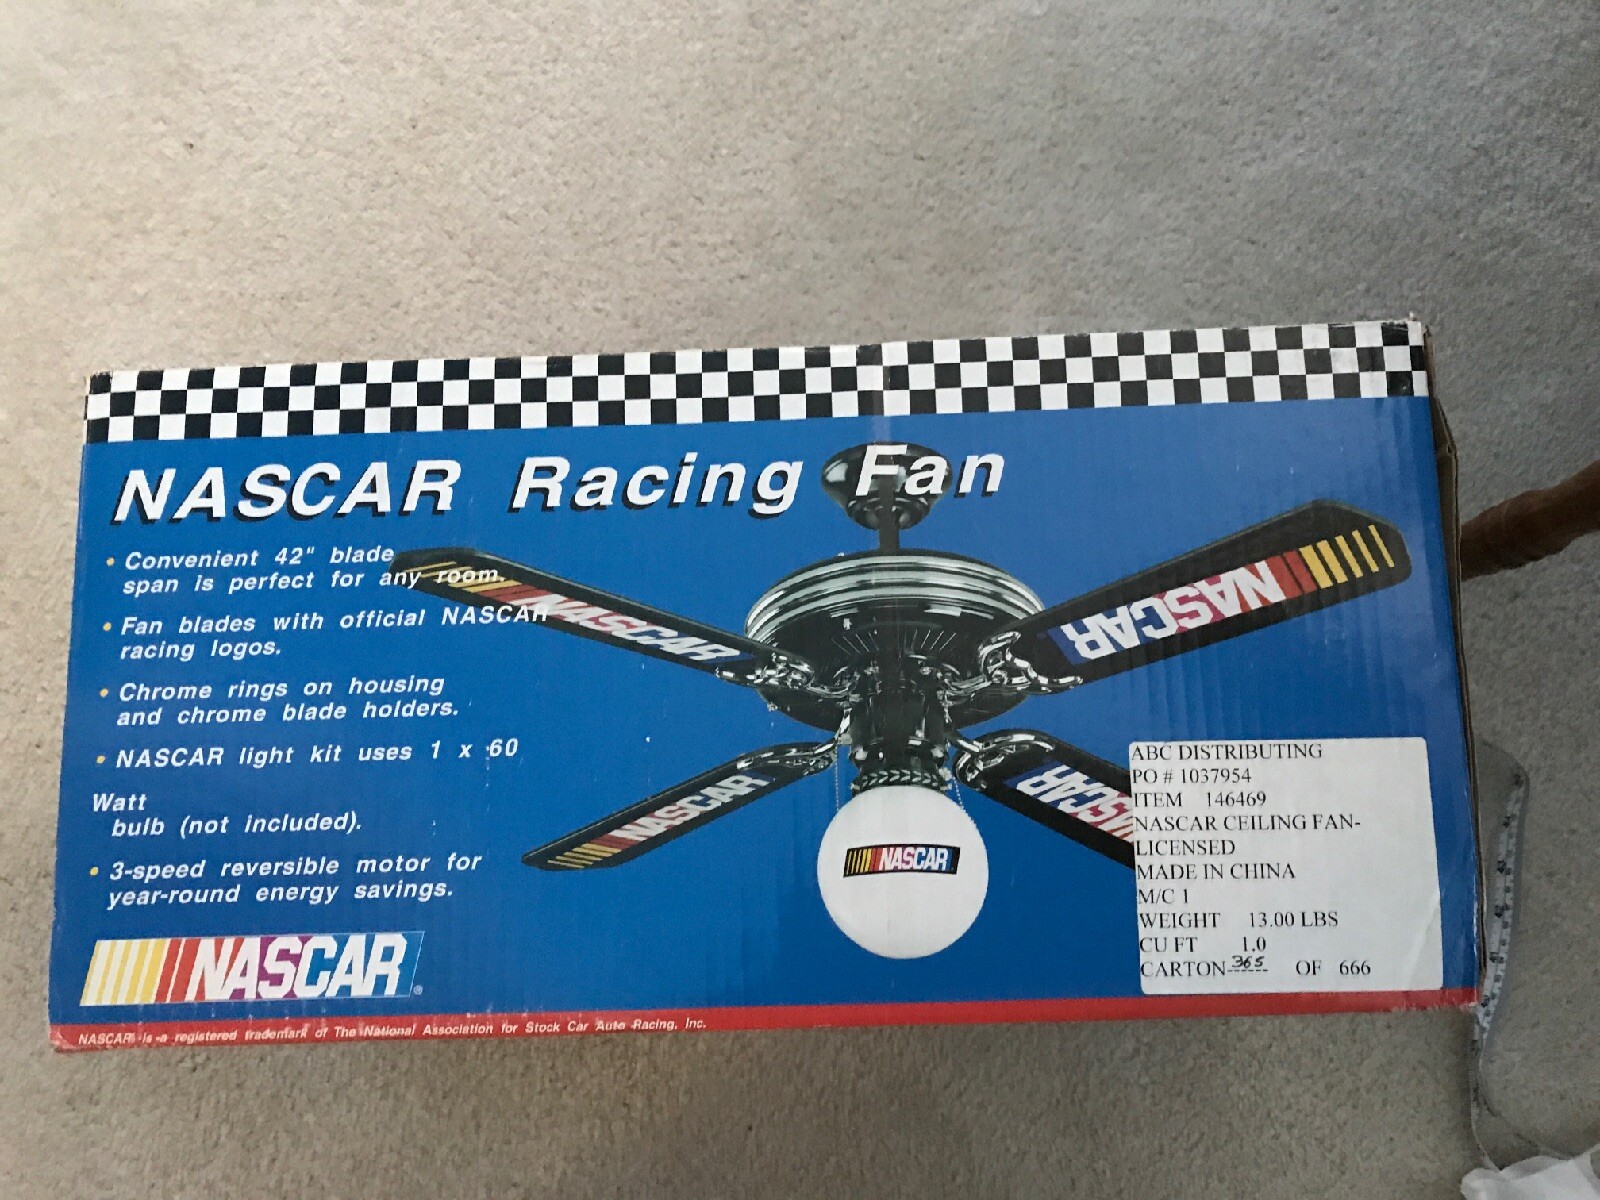 NASCAR Racing Fan
• Convenient 42" blade
span is perfect for any room.
• Fan blades with official NASCAR
racing logos.
• Chrome rings on housing
and chrome blade holders.
• NASCAR light kit uses 1 x 60
Watt
bulb (not included).
• 3-speed reversible motor for
year-round energy savings.
NASCAR®
NASCAR is a registered trademark of The National Association for Stock Car Auto Racing, Inc.
NASCAR
NASCAR
NASCAR
NASCAR
NASCAR
ABC DISTRIBUTING
PO # 1037954
ITEM 146469
NASCAR CEILING FAN-
LICENSED
MADE IN CHINA
M/C 1
WEIGHT 13.00 LBS
CU FT 1.0
CARTON 365 OF 666